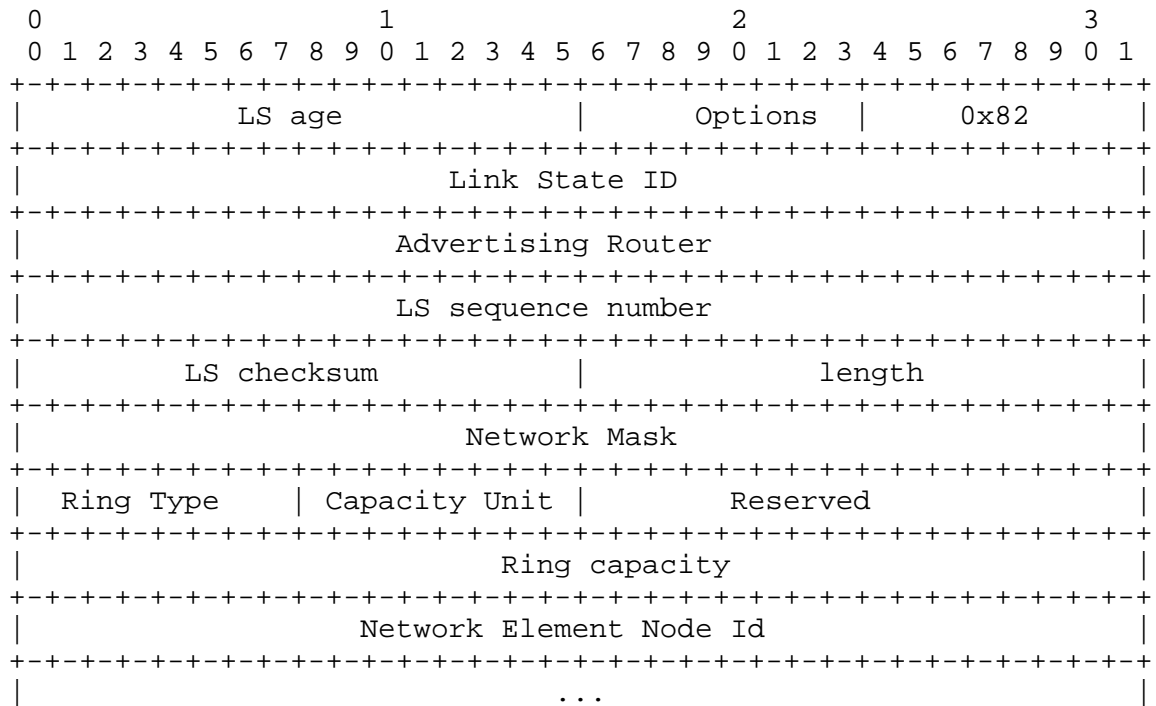 0                   1                   2                   3
 0 1 2 3 4 5 6 7 8 9 0 1 2 3 4 5 6 7 8 9 0 1 2 3 4 5 6 7 8 9 0 1
+-+-+-+-+-+-+-+-+-+-+-+-+-+-+-+-+-+-+-+-+-+-+-+-+-+-+-+-+-+-+-+-+
|            LS age             |      Options  |     0x82      |
+-+-+-+-+-+-+-+-+-+-+-+-+-+-+-+-+-+-+-+-+-+-+-+-+-+-+-+-+-+-+-+-+
|                        Link State ID                          |
+-+-+-+-+-+-+-+-+-+-+-+-+-+-+-+-+-+-+-+-+-+-+-+-+-+-+-+-+-+-+-+-+
|                     Advertising Router                        |
+-+-+-+-+-+-+-+-+-+-+-+-+-+-+-+-+-+-+-+-+-+-+-+-+-+-+-+-+-+-+-+-+
|                     LS sequence number                        |
+-+-+-+-+-+-+-+-+-+-+-+-+-+-+-+-+-+-+-+-+-+-+-+-+-+-+-+-+-+-+-+-+
|         LS checksum           |             length            |
+-+-+-+-+-+-+-+-+-+-+-+-+-+-+-+-+-+-+-+-+-+-+-+-+-+-+-+-+-+-+-+-+
|                         Network Mask                          |
+-+-+-+-+-+-+-+-+-+-+-+-+-+-+-+-+-+-+-+-+-+-+-+-+-+-+-+-+-+-+-+-+
|  Ring Type    | Capacity Unit |        Reserved               |
+-+-+-+-+-+-+-+-+-+-+-+-+-+-+-+-+-+-+-+-+-+-+-+-+-+-+-+-+-+-+-+-+
|                           Ring capacity                       |
+-+-+-+-+-+-+-+-+-+-+-+-+-+-+-+-+-+-+-+-+-+-+-+-+-+-+-+-+-+-+-+-+
|                   Network Element Node Id                     |
+-+-+-+-+-+-+-+-+-+-+-+-+-+-+-+-+-+-+-+-+-+-+-+-+-+-+-+-+-+-+-+-+
|                              ...                              |